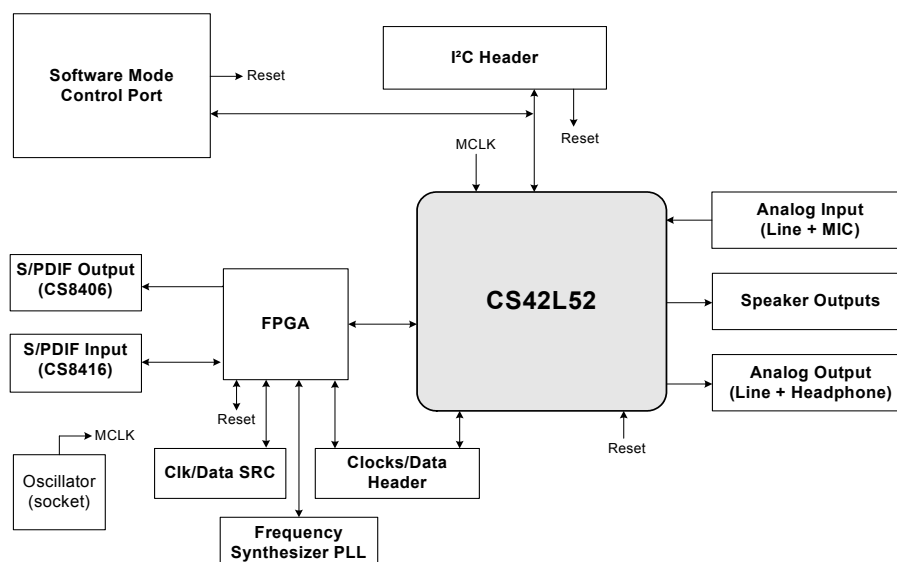 Software Mode
Control Port
Reset
I²C Header
Reset
MCLK
Analog Input
(Line + MIC)
S/PDIF Output
(CS8406)
FPGA
CS42L52
Speaker Outputs
S/PDIF Input
(CS8416)
Analog Output
(Line + Headphone)
Reset
Reset
MCLK
Oscillator
(socket)
Clk/Data SRC
Clocks/Data
Header
Frequency
Synthesizer PLL